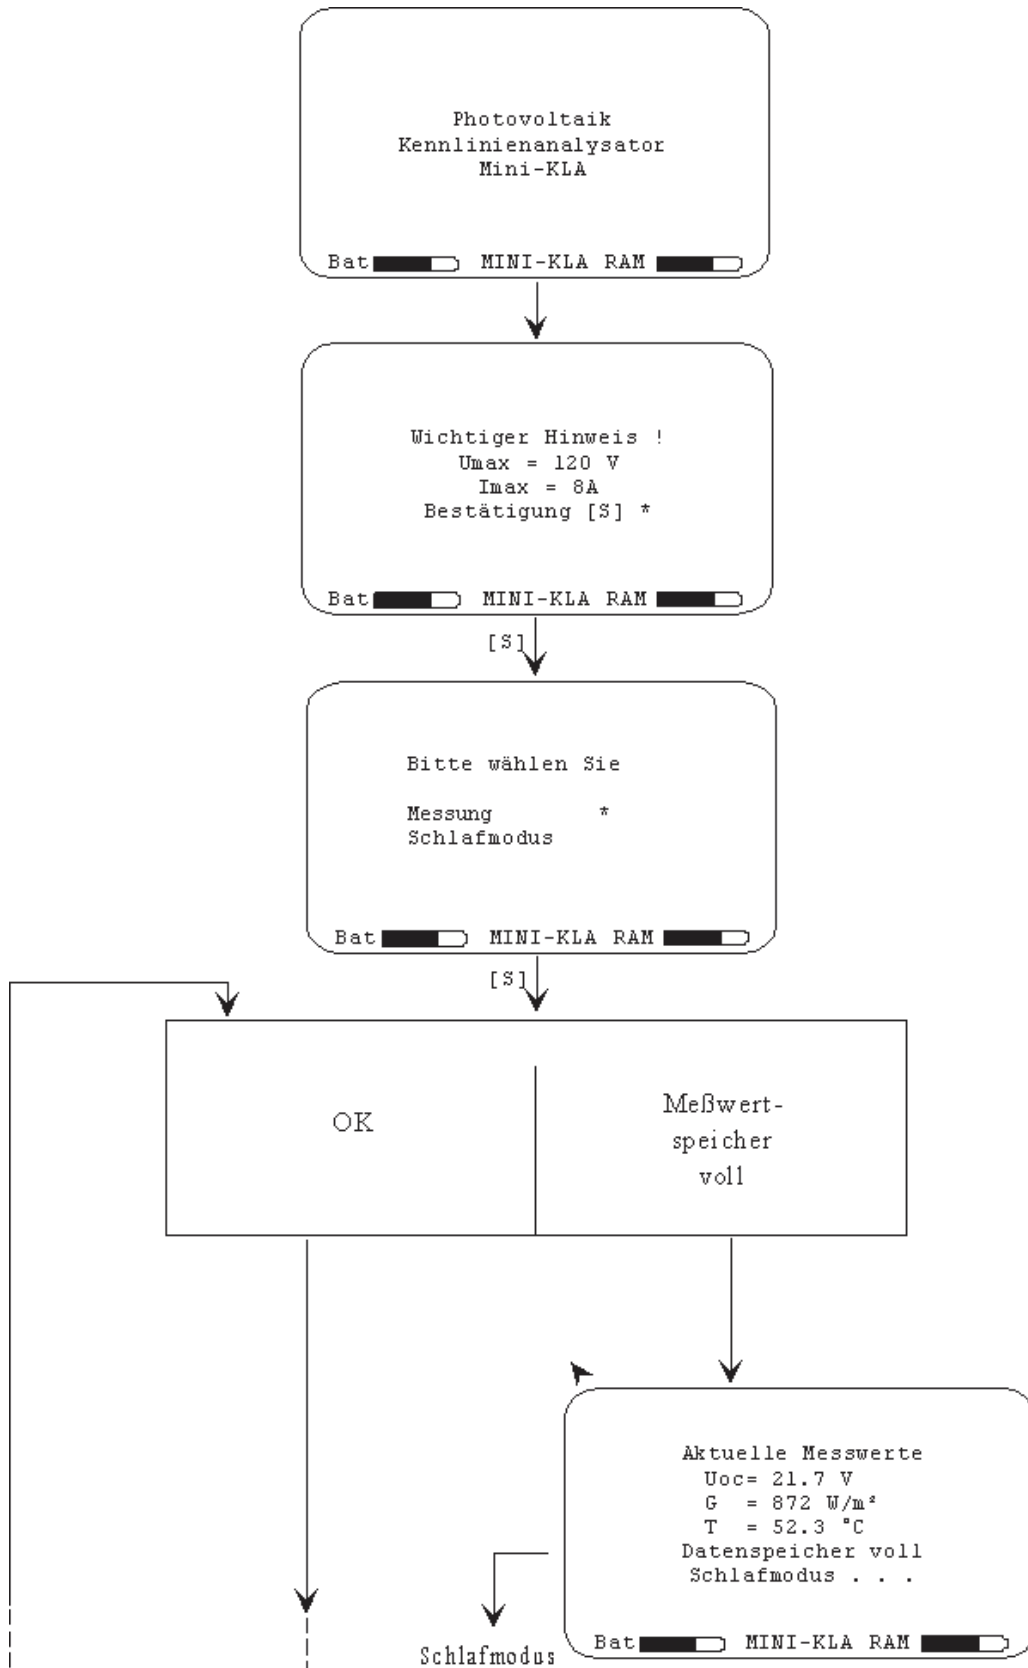 Photovoltaik
Kennlinienanalysator
Mini-KLA
Bat MINI-KLA RAM
Wichtiger Hinweis !
Umax = 120 V
Imax = 8A
Bestätigung [S] *
Bat MINI-KLA RAM
[S]
Bitte wählen Sie
Messung *
Schlafmodus
Bat MINI-KLA RAM
[S]
OK
Meßwert-
speicher
voll
Aktuelle Messwerte
Uoc= 21.7 V
G = 872 W/m²
T = 52.3 °C
Datenspeicher voll
Schlafmodus . . .
Bat MINI-KLA RAM
Schlafmodus